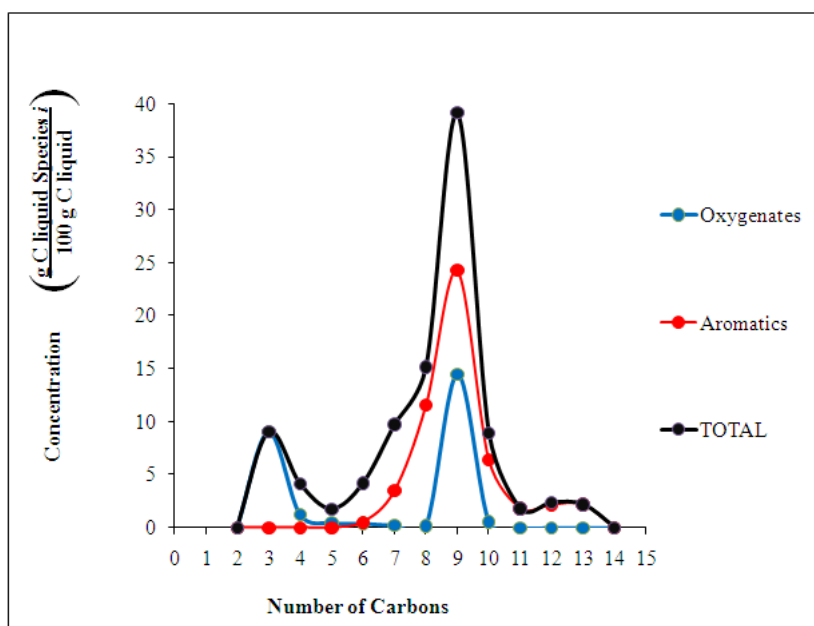 g C liquid Species i
100 g C liquid
Concentration
40
35
30
25
20
15
10
5
0
0 1 2 3 4 5 6 7 8 9 10 11 12 13 14 15
Number of Carbons
Oxygenates
Aromatics
TOTAL